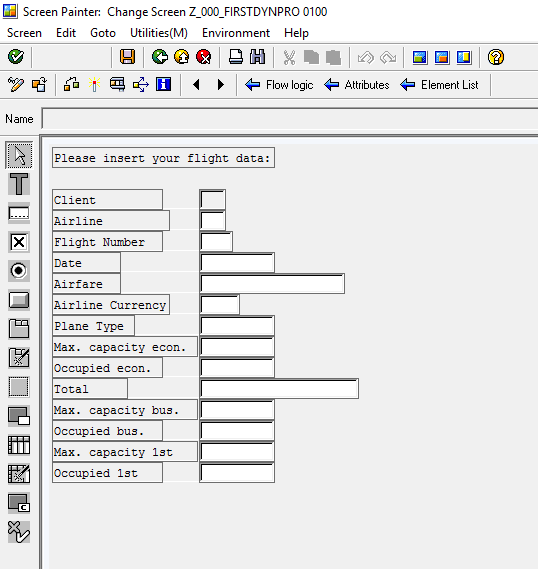 Screen Painter: Change Screen Z_000_FIRSTDYNPRO 0100
Screen Edit Goto Utilities(M) Environment Help
Flow logic Attributes Element List
Name
T
Please insert your flight data:
Client
Airline
Flight Number
Date
Airfare
Airline Currency
Plane Type
Max. capacity econ.
Occupied econ.
Total
Max. capacity bus.
Occupied bus.
Max. capacity 1st
Occupied 1st
C